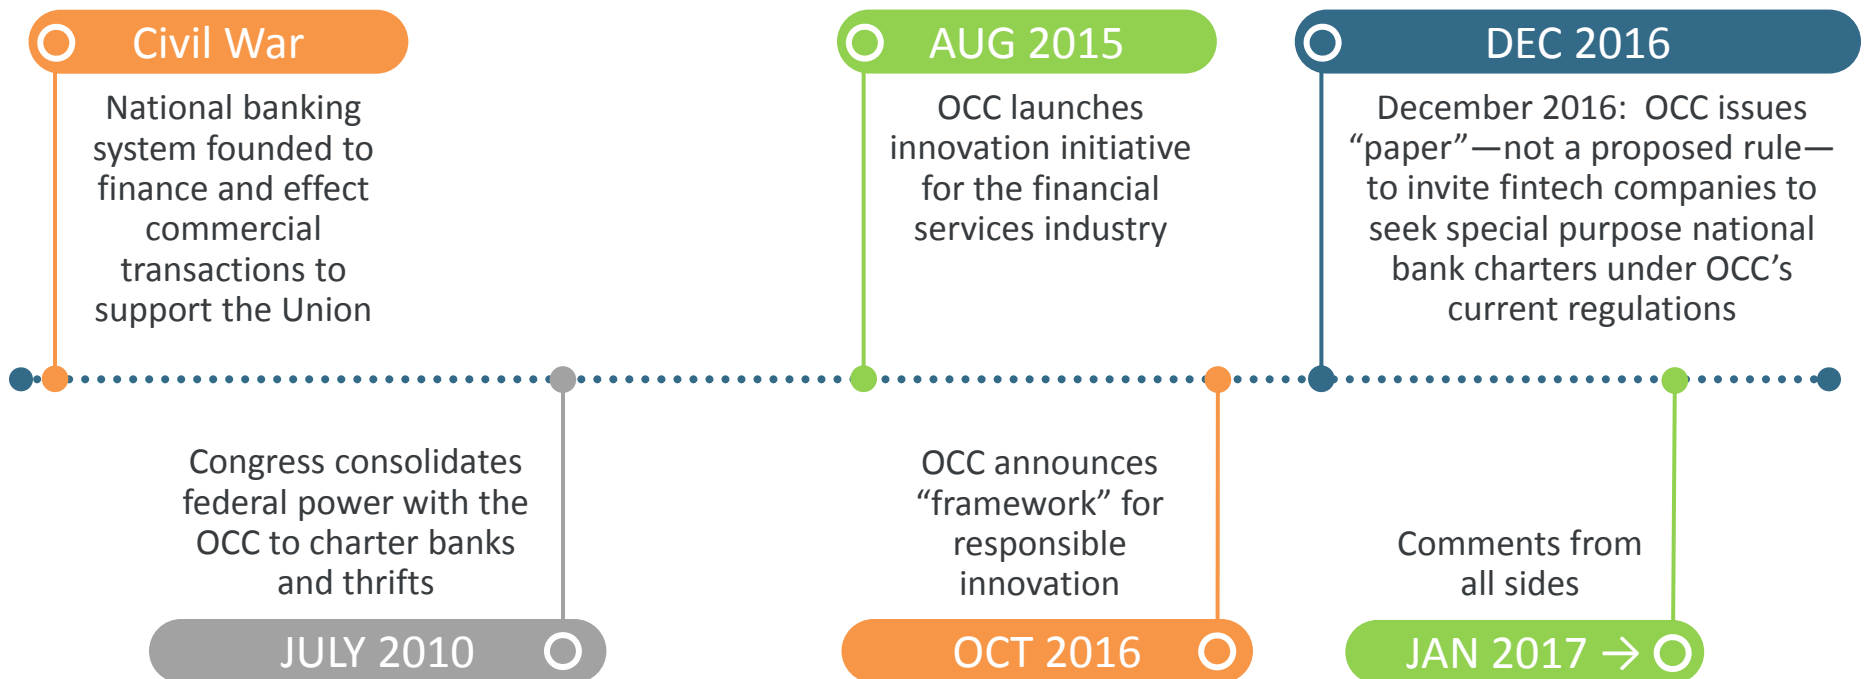 Civil War
National banking
system founded to
finance and effect
commercial
transactions to
support the Union
Congress consolidates
federal power with the
OCC to charter banks
and thrifts
JULY 2010
AUG 2015
OCC launches
innovation initiative
for the financial
services industry
OCC announces
“framework” for
responsible
innovation
OCT 2016
DEC 2016
December 2016:  OCC issues
“paper”—not a proposed rule—
to invite fintech companies to
seek special purpose national
bank charters under OCC’s
current regulations
Comments from
all sides
JAN 2017 →